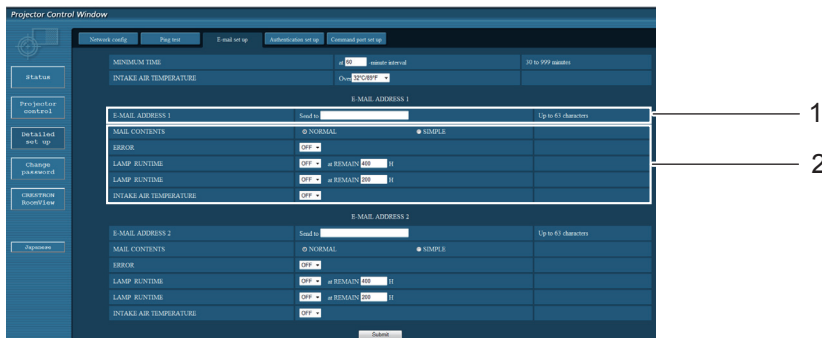 Projector Control Window
Network config Ping test E-mail set up Authentication set up Command port set up
MINIMUM TIME at 60 -minute interval 30 to 999 minutes
INTAKE AIR TEMPERATURE Over 32°C/89°F
E-MAIL ADDRESS 1
E-MAIL ADDRESS 1 Send to Up to 63 characters
1
MAIL CONTENTS NORMAL SIMPLE
ERROR OFF
2
LAMP RUNTIME OFF at REMAIN 400 H
LAMP RUNTIME OFF at REMAIN 200 H
INTAKE AIR TEMPERATURE OFF
E-MAIL ADDRESS 2
E-MAIL ADDRESS 2 Send to Up to 63 characters
MAIL CONTENTS NORMAL SIMPLE
ERROR OFF
LAMP RUNTIME OFF at REMAIN 400 H
LAMP RUNTIME OFF at REMAIN 200 H
INTAKE AIR TEMPERATURE OFF
Submit
Status
Projector
control
Detailed
set up
Change
password
CRESTRON
RoomView
Japanese